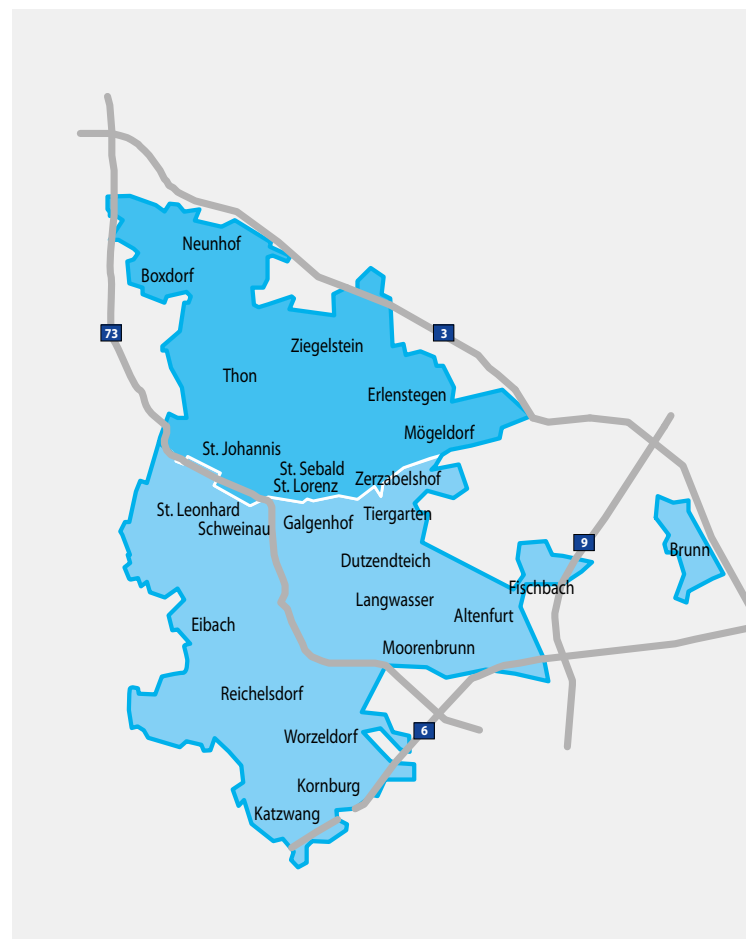 Neunhof
Boxdorf
73
3
Ziegelstein
Thon
Erlenstegen
Mögeldorf
St. Johannis
St. Sebald
St. Lorenz
Zerzabelshof
St. Leonhard
Schweinau
Galgenhof
Tiergarten
9
Brunn
Dutzendteich
Fischbach
Langwasser
Altenfurt
Eibach
Moorenbrunn
Reichelsdorf
Worzeldorf
6
Kornburg
Katzwang